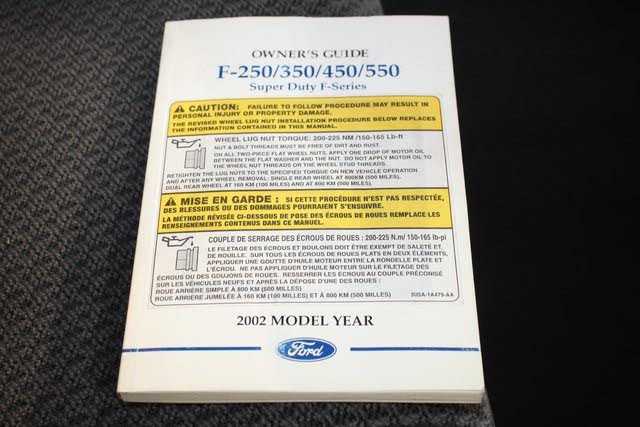 OWNER'S GUIDE
F-250/350/450/550
Super Duty F-Series
CAUTION: FAILURE TO FOLLOW PROCEDURE MAY RESULT IN
PERSONAL INJURY OR PROPERTY DAMAGE.
THE REVISED WHEEL LUG NUT INSTALLATION PROCEDURE BELOW REPLACES
THE INFORMATION CONTAINED IN THIS MANUAL.
WHEEL LUG NUT TORQUE: 200-225 NM /150-165 Lb-ft
NUT & BOLT THREADS MUST BE FREE OF DIRT AND RUST.
ON ALL TWO-PIECE FLAT WHEEL NUTS, APPLY ONE DROP OF MOTOR OIL
BETWEEN THE FLAT WASHER AND THE NUT. DO NOT APPLY MOTOR OIL TO
THE WHEEL NUT THREADS OR THE WHEEL STUD THREADS.
RETIGHTEN THE LUG NUTS TO THE SPECIFIED TORQUE ON NEW VEHICLE OPERATION
AND AFTER ANY WHEEL REMOVAL: SINGLE REAR WHEEL AT 800KM (500 MILES).
DUAL REAR WHEEL AT 160 KM (100 MILES) AND AT 800 KM (500 MILES).
MISE EN GARDE : SI CETTE PROCÉDURE N'EST PAS RESPECTÉE,
DES BLESSURES OU DES DOMMAGES POURRAIENT S'ENSUIVRE.
LA MÉTHODE RÉVISÉE CI-DESSOUS DE POSE DES ÉCROUS DE ROUES REMPLACE LES
RENSEIGNEMENTS CONTENUS DANS CE MANUEL.
COUPLE DE SERRAGE DES ÉCROUS DE ROUES : 200-225 N.m/ 150-165 lb-pi
LE FILETAGE DES ÉCROUS ET BOULONS DOIT ÊTRE EXEMPT DE SALETÉ ET,
DE ROUILLE. SUR TOUS LES ÉCROUS DE ROUES PLATS EN DEUX ÉLÉMENTS,
APPLIQUER UNE GOUTTE D'HUILE MOTEUR ENTRE LA RONDELLE PLATE ET
L'ÉCROU. NE PAS APPLIQUER D'HUILE MOTEUR SUR LE FILETAGE DES
ÉCROUS OU DES GOUJONS DE ROUES. RESSERRER LES ÉCROUS AU COUPLE PRÉCONISÉ
SUR LES VÉHICULES NEUFS ET APRÈS LA DÉPOSE D'UNE DES ROUES :
ROUE ARRIÈRE SIMPLE À 800 KM (500 MILLES)
ROUE ARRIÈRE JUMELÉE À 160 KM (100 MILLES) ET À 800 KM (500 MILLES)
2002 MODEL YEAR
Ford